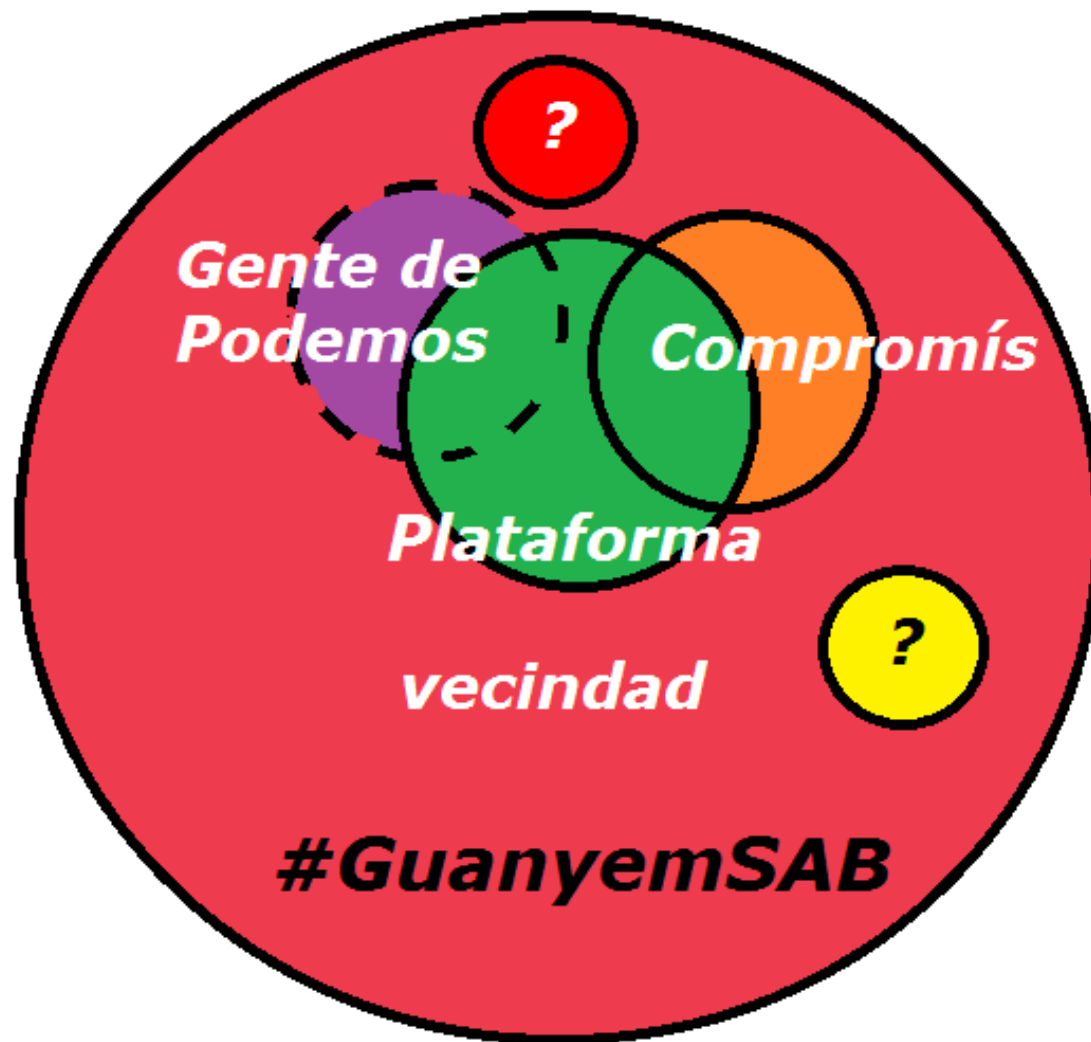 ?
Gente de
Podemos
Compromís
Plataforma
?
vecindad
#GuanyemSAB